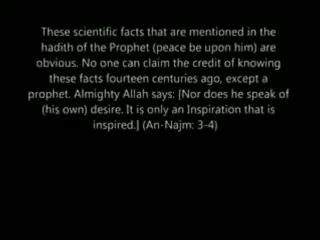 These scientific facts that are mentioned in the
hadith of the Prophet (peace be upon him) are
obvious. No one can claim the credit of knowing
these facts fourteen centuries ago, except a
prophet. Almighty Allah says: [Nor does he speak of
(his own) desire. It is only an Inspiration that is
inspired.] (An-Najm: 3-4)